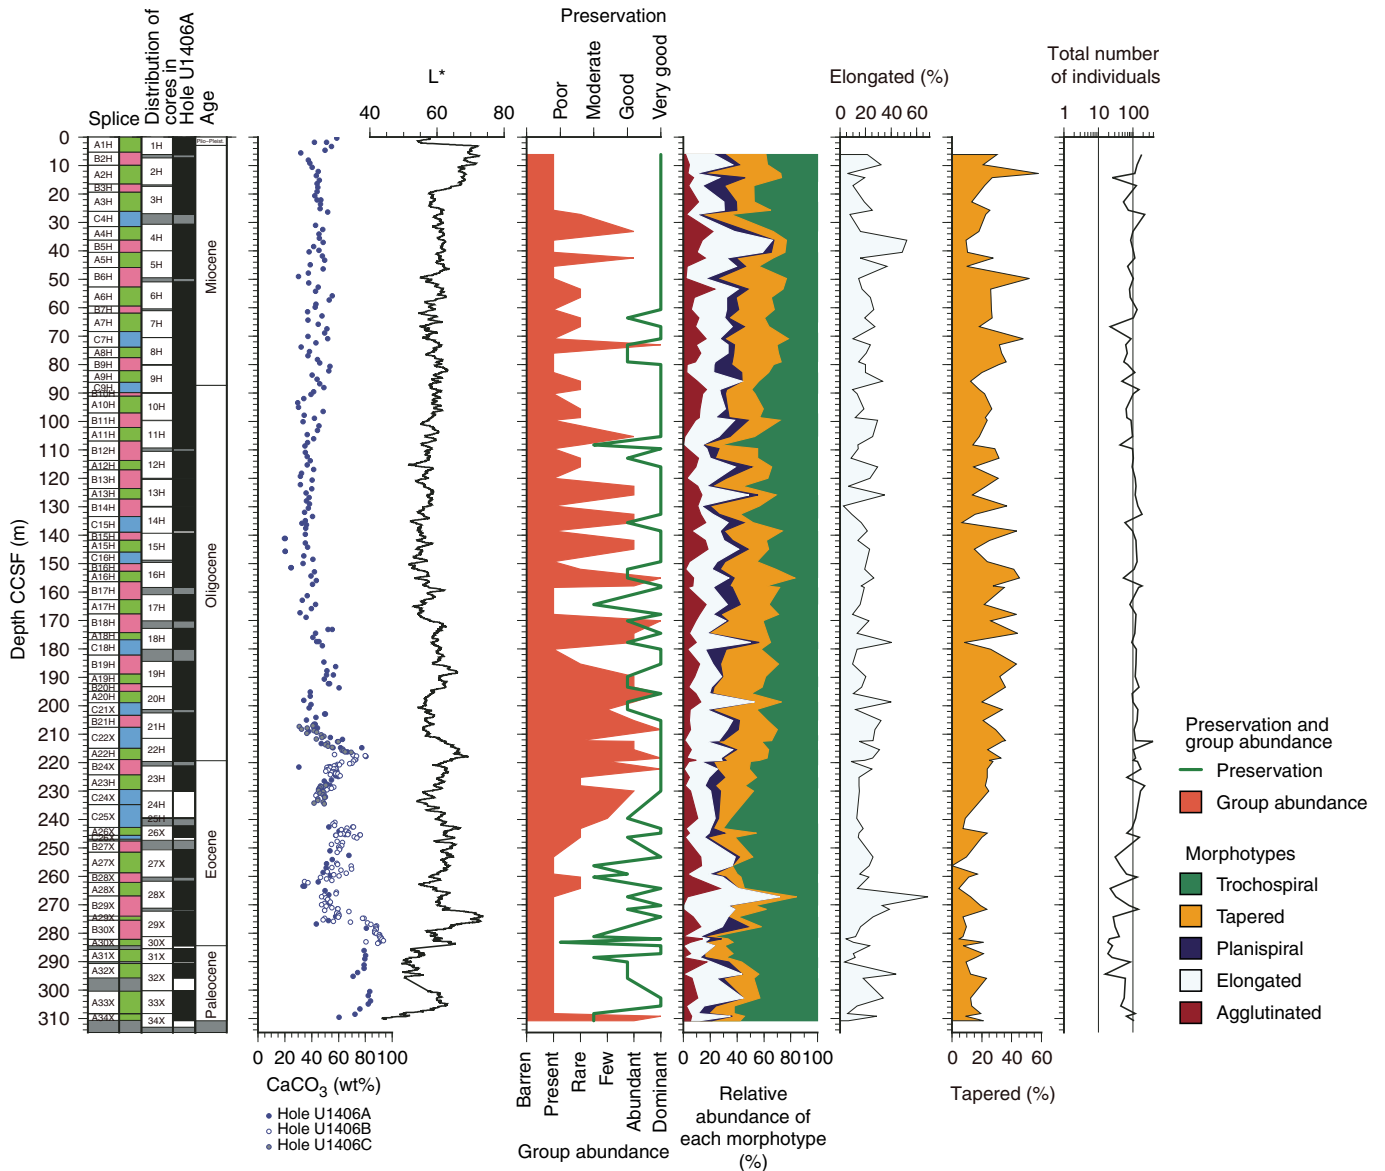 Preservation
Poor
Moderate
Good
Very good
Splice
Distribution of
cores in
Hole U1406A
Age
L*
40
60
80
Elongated (%)
0 20 40 60
Total number
of individuals
1
10
100
Depth CCSF (m)
0
10
20
30
40
50
60
70
80
90
100
110
120
130
140
150
160
170
180
190
200
210
220
230
240
250
260
270
280
290
300
310
A1H
B2H
A2H
B3H
A3H
C4H
A4H
B5H
A5H
B6H
A6H
B7H
A7H
C7H
A8H
B9H
A9H
C9H
B10H
A10H
B11H
A11H
B12H
A12H
B13H
A13H
B14H
C15H
B15H
A15H
C16H
B16H
A16H
B17H
A17H
B18H
A18H
C18H
B19H
A19H
B20H
A20H
C21X
B21H
C22X
A22H
B24X
A23H
C24X
C25X
A26X
C26X
B27X
A27X
B28X
A28X
B29X
A29X
B30X
A30X
A31X
A32X
A33X
A34X
1H
2H
3H
4H
5H
6H
7H
8H
9H
10H
11H
12H
13H
14H
15H
16H
17H
18H
19H
20H
21H
22H
23H
24H
25H
26X
27X
28X
29X
30X
31X
32X
33X
34X
Plio-Pleist.
Miocene
Oligocene
Eocene
Paleocene
0 20 40 60 80 100
CaCO3 (wt%)
Hole U1406A
Hole U1406B
Hole U1406C
Barren
Present
Rare
Few
Abundant
Dominant
Group abundance
0 20 40 60 80 100
Relative
abundance of
each morphotype
(%)
0 20 40 60
Tapered (%)
Preservation and
group abundance
Preservation
Group abundance
Morphotypes
Trochospiral
Tapered
Planispiral
Elongated
Agglutinated